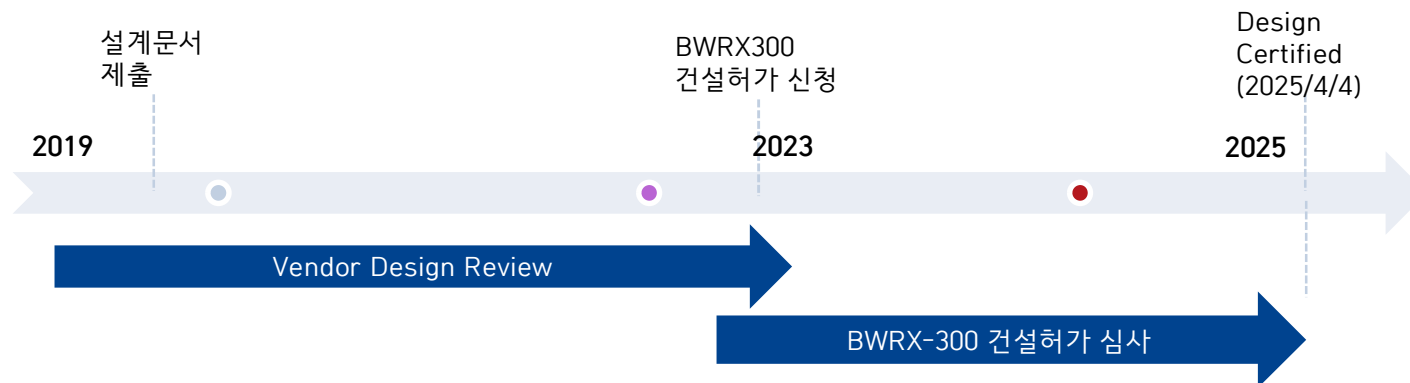 설계문서
제출
BWRX300
건설허가 신청
Design
Certified
(2025/4/4)
2019
2023
2025
Vendor Design Review
BWRX-300 건설허가 심사